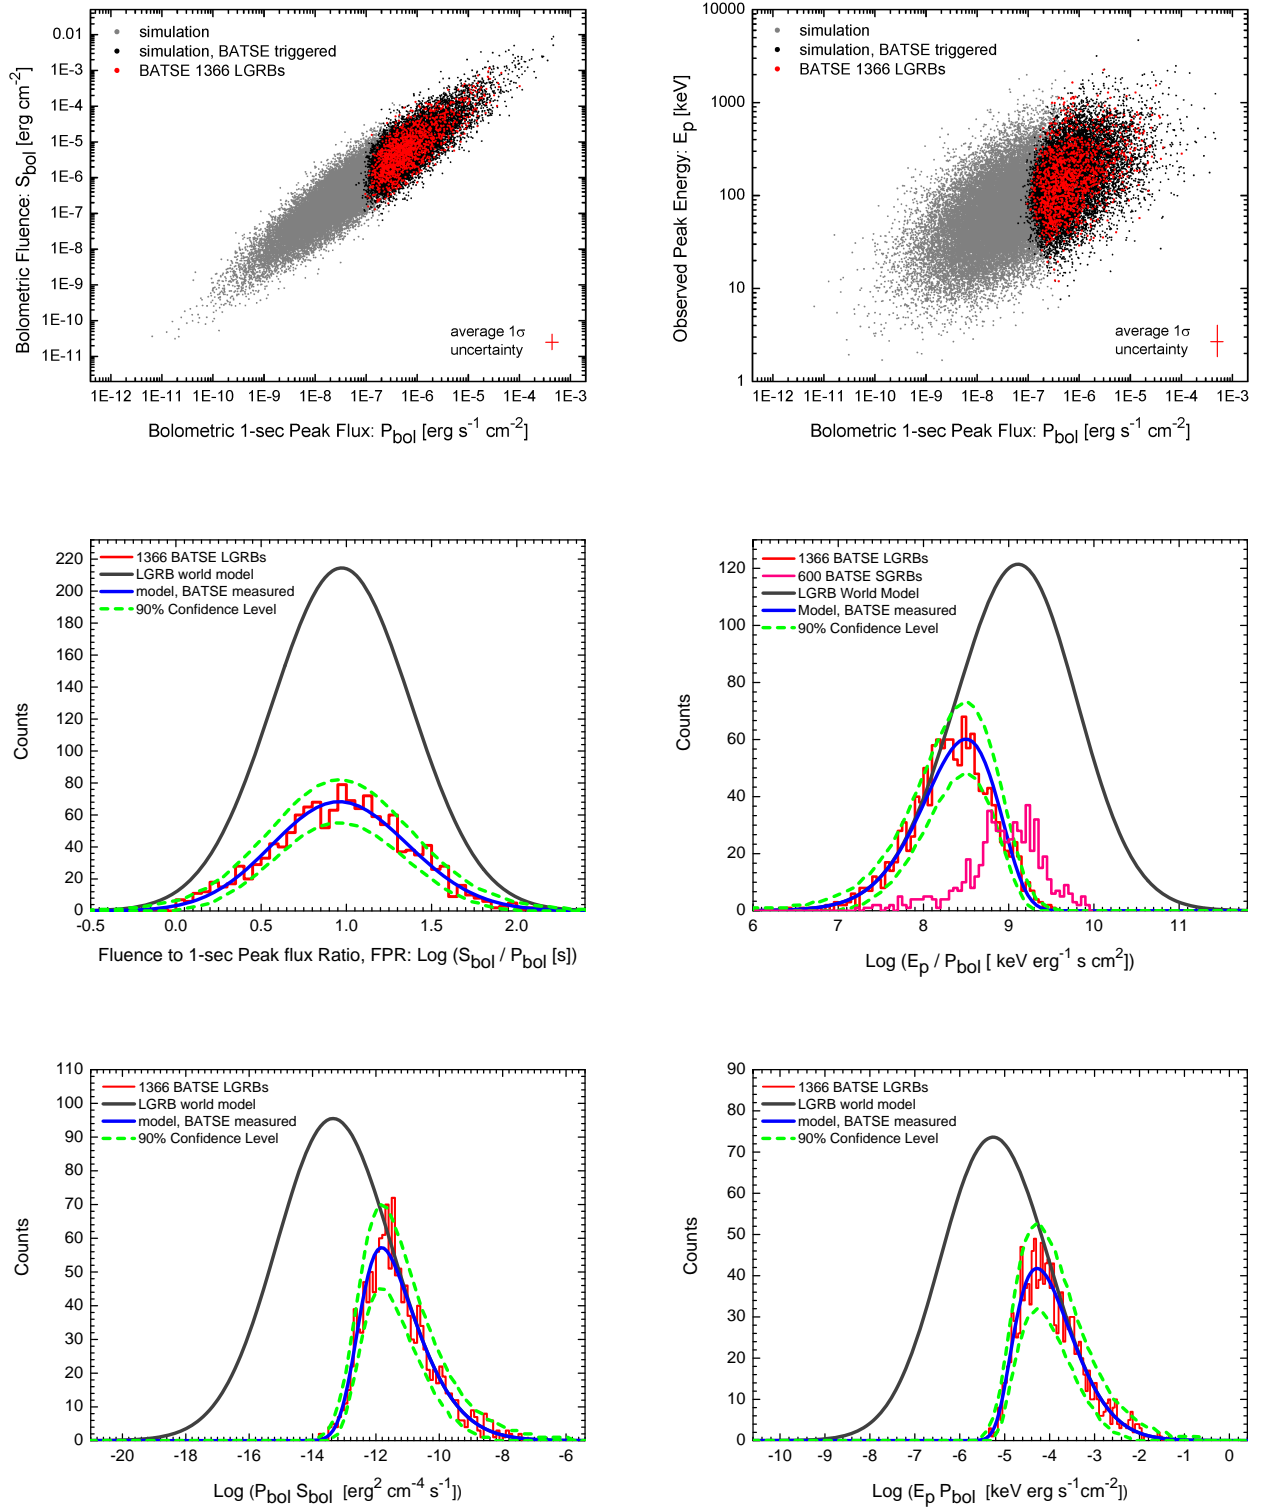 simulation
simulation, BATSE triggered
BATSE 1366 LGRBs
0.01
1E-3
1E-4
1E-5
1E-6
1E-7
1E-8
1E-9
1E-10
1E-11
Bolometric Fluence: S_bol [erg cm⁻²]
average 1σ
uncertainty
1E-12 1E-11 1E-10 1E-9 1E-8 1E-7 1E-6 1E-5 1E-4 1E-3
Bolometric 1-sec Peak Flux: P_bol [erg s⁻¹ cm⁻²]
simulation
simulation, BATSE triggered
BATSE 1366 LGRBs
10000
1000
100
10
1
Observed Peak Energy: E_p [keV]
average 1σ
uncertainty
1E-12 1E-11 1E-10 1E-9 1E-8 1E-7 1E-6 1E-5 1E-4 1E-3
Bolometric 1-sec Peak Flux: P_bol [erg s⁻¹ cm⁻²]
1366 BATSE LGRBs
LGRB world model
model, BATSE measured
90% Confidence Level
220
200
180
160
140
120
100
80
60
40
20
0
Counts
-0.5 0.0 0.5 1.0 1.5 2.0
Fluence to 1-sec Peak flux Ratio, FPR: Log (S_bol / P_bol [s])
1366 BATSE LGRBs
600 BATSE SGRBs
LGRB World Model
Model, BATSE measured
90% Confidence Level
120
100
80
60
40
20
0
Counts
6 7 8 9 10 11
Log (E_p / P_bol [ keV erg⁻¹ s cm²])
1366 BATSE LGRBs
LGRB world model
model, BATSE measured
90% Confidence Level
110
100
90
80
70
60
50
40
30
20
10
0
Counts
-20 -18 -16 -14 -12 -10 -8 -6
Log (P_bol S_bol [erg² cm⁻⁴ s⁻¹])
1366 BATSE LGRBs
LGRB world model
model, BATSE measured
90% Confidence Level
90
80
70
60
50
40
30
20
10
0
Counts
-10 -9 -8 -7 -6 -5 -4 -3 -2 -1 0
Log (E_p P_bol [keV erg s⁻¹cm⁻²])